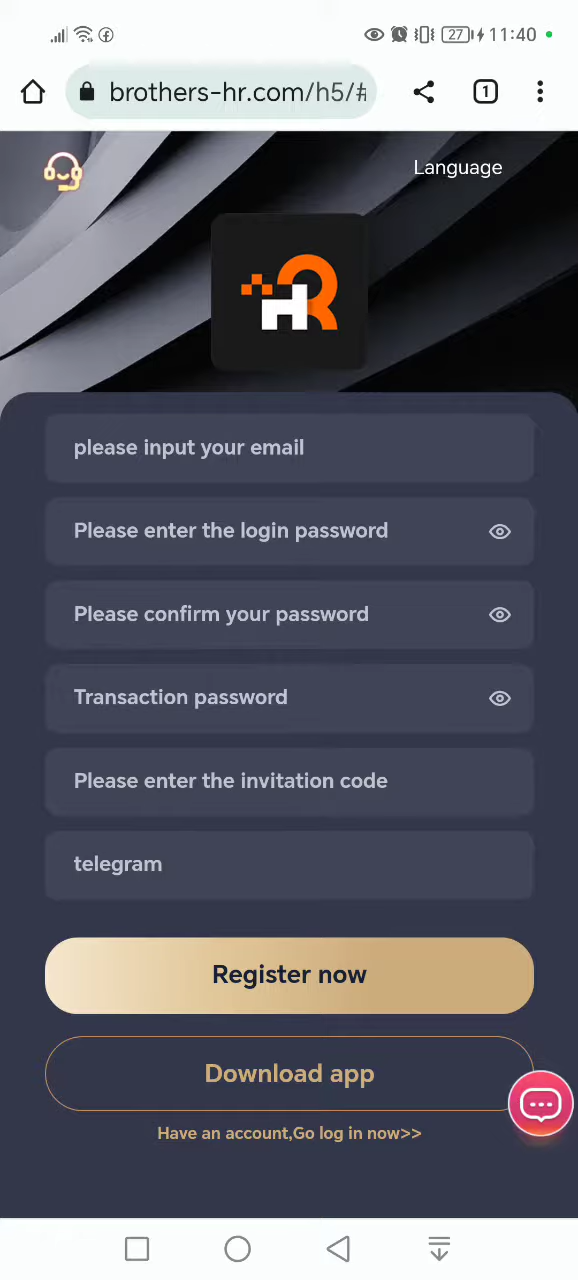 27 11:40
brothers-hr.com/h5/#
1
Language
HR
please input your email
Please enter the login password
Please confirm your password
Transaction password
Please enter the invitation code
telegram
Register now
Download app
Have an account,Go log in now>>